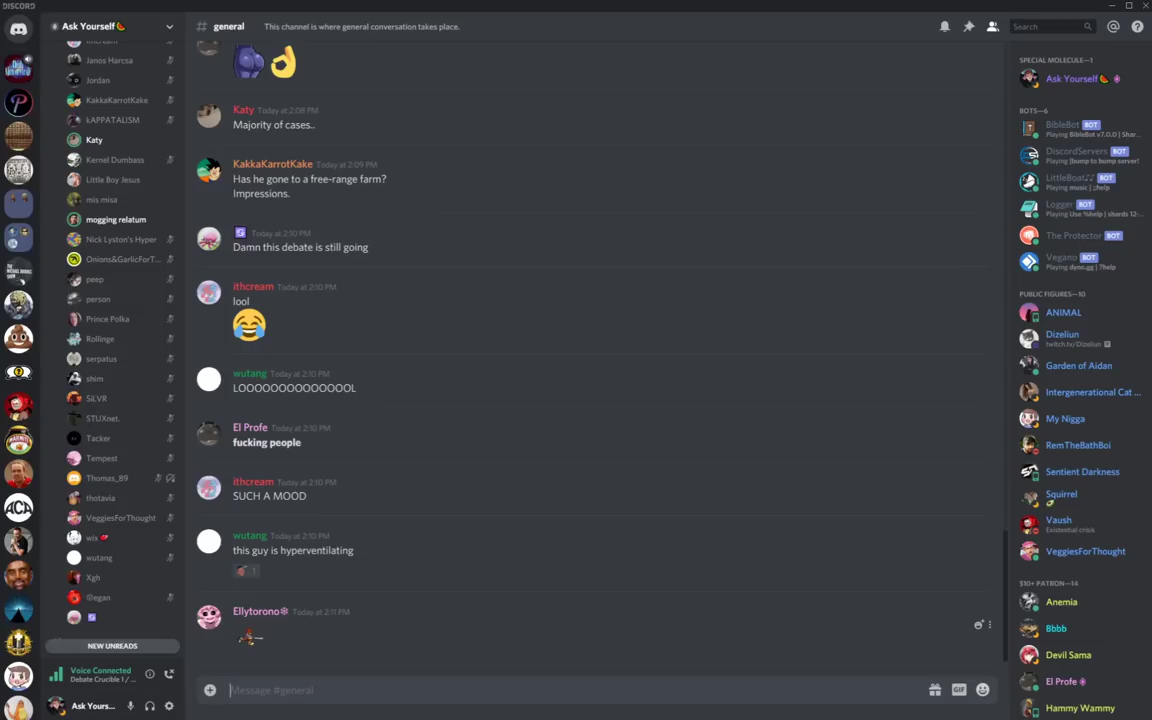 DISCORD
Ask Yourself
# general
This channel is where general conversation takes place.
Search
Janos Harcsa
Jordan
KakkaKarrotKake
kAPPATALISM
Katy
Kernel Dumbass
Little Boy Jesus
mis misa
mogging relatum
Nick Lyston's Hyper
Onions&GarlicForT...
peep
person
Prince Polka
Rollinge
serpatus
shim
SiLVR
STUXnet.
Tacker
Tempest
Thomas_89
thotavia
VeggiesForThought
wix
wutang
Xgh
NEW UNREADS
Voice Connected
Debate Crucible 1 / ...
Ask Yours...
Katy Today at 2:08 PM
Majority of cases..
KakkaKarrotKake Today at 2:09 PM
Has he gone to a free-range farm?
Impressions.
Today at 2:10 PM
Damn this debate is still going
ithcream Today at 2:10 PM
lool
wutang Today at 2:10 PM
LOOOOOOOOOOOOOOL
El Profe Today at 2:10 PM
fucking people
ithcream Today at 2:10 PM
SUCH A MOOD
wutang Today at 2:10 PM
this guy is hyperventilating
1
Ellytorono Today at 2:11 PM
Message #general
GIF
SPECIAL MOLECULE—1
Ask Yourself
BOTS—6
BibleBot BOT
Playing BibleBot v7.0.0 | Shar...
DiscordServers BOT
Playing [bump to bump server!
LittleBoat BOT
Playing music | ;help
Logger BOT
Playing Use %help | shards 12-...
The Protector BOT
Vegano BOT
Playing dynn.gg | ?help
PUBLIC FIGURES—10
ANIMAL
Dizeliun
twitch.tv/Dizeliun
Garden of Aidan
Intergenerational Cat ...
My Nigga
RemTheBathBoi
Sentient Darkness
Squirrel
Vaush
Existential crisis
VeggiesForThought
$10+ PATRON—14
Anemia
Bbbb
Devil Sama
El Profe
Hammy Wammy